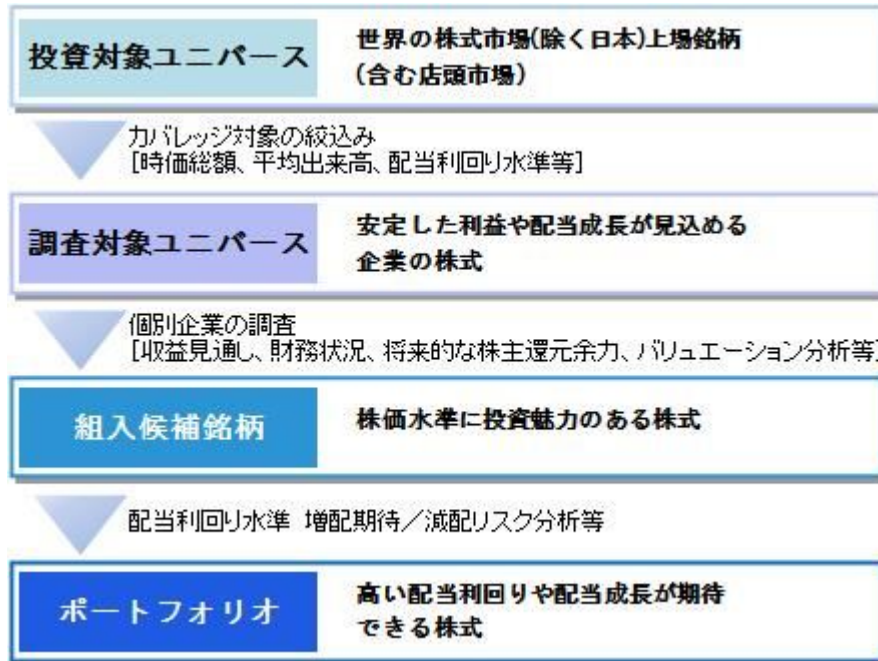 投資対象ユニバース
世界の株式市場(除く日本)上場銘柄
(含む店頭市場)
カバレッジ対象の絞込み
[時価総額、平均出来高、配当利回り水準等]
調査対象ユニバース
安定した利益や配当成長が見込める
企業の株式
個別企業の調査
[収益見通し、財務状況、将来的な株主還元余力、バリュエーション分析等]
組入候補銘柄
株価水準に投資魅力のある株式
配当利回り水準 増配期待／減配リスク分析等
ポートフォリオ
高い配当利回りや配当成長が期待
できる株式